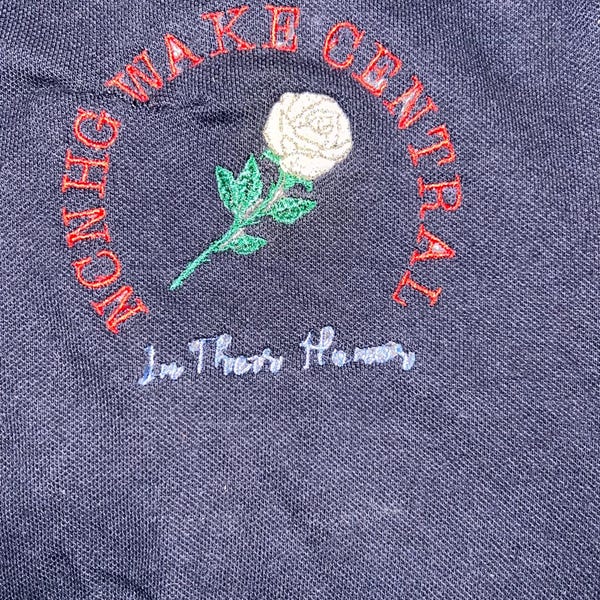 NCNHG WAKE CENTRAL
In Their Honor